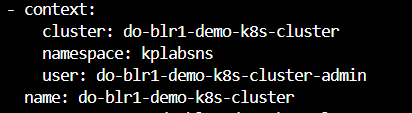 - context:
    cluster: do-blr1-demo-k8s-cluster
    namespace: kplabsns
    user: do-blr1-demo-k8s-cluster-admin
  name: do-blr1-demo-k8s-cluster